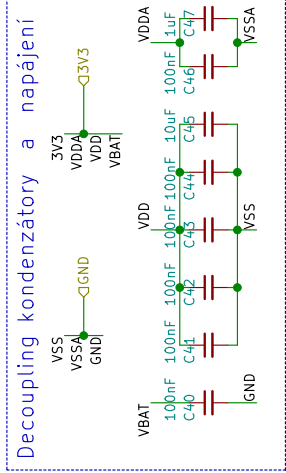 Decoupling kondenzátory a napájení
VSS
VSSA
GND
GND
3V3
VDDA
VDD
VBAT
3V3
VBAT
100nF
C40
GND
VDD
100nF
C41
100nF
C42
100nF
C43
100nF
C44
10uF
C45
VSS
VDDA
100nF
C46
1uF
C47
VSSA